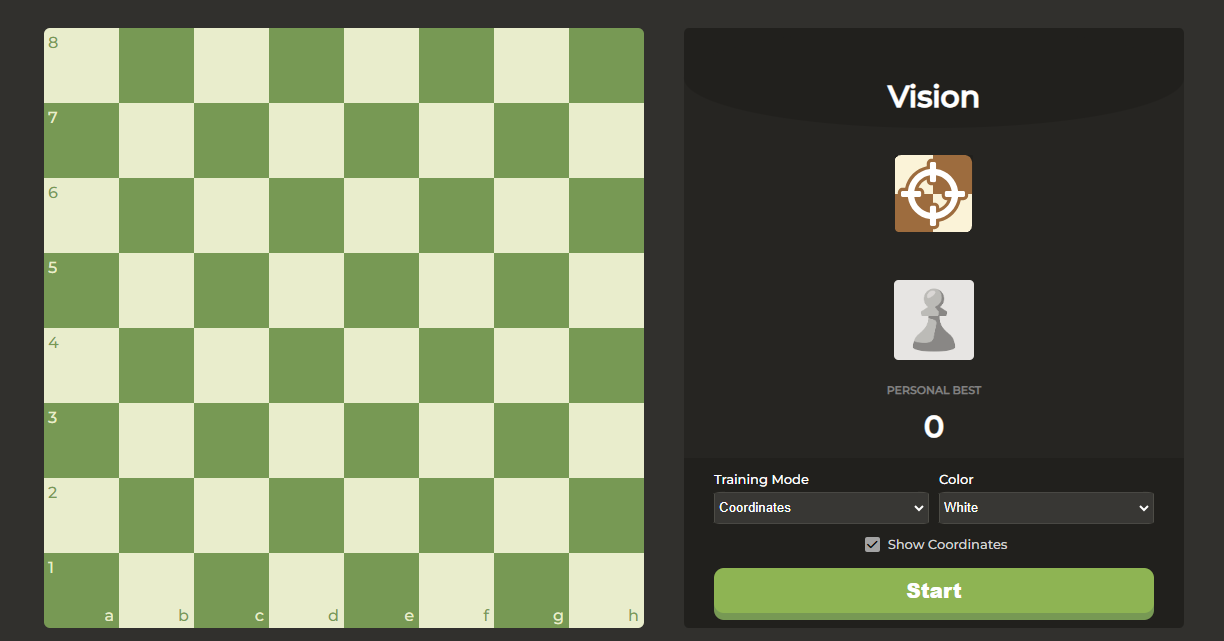 8
7
6
5
4
3
2
1
a b c d e f g h
Vision
PERSONAL BEST
0
Training Mode Color
Coordinates White
Show Coordinates
Start